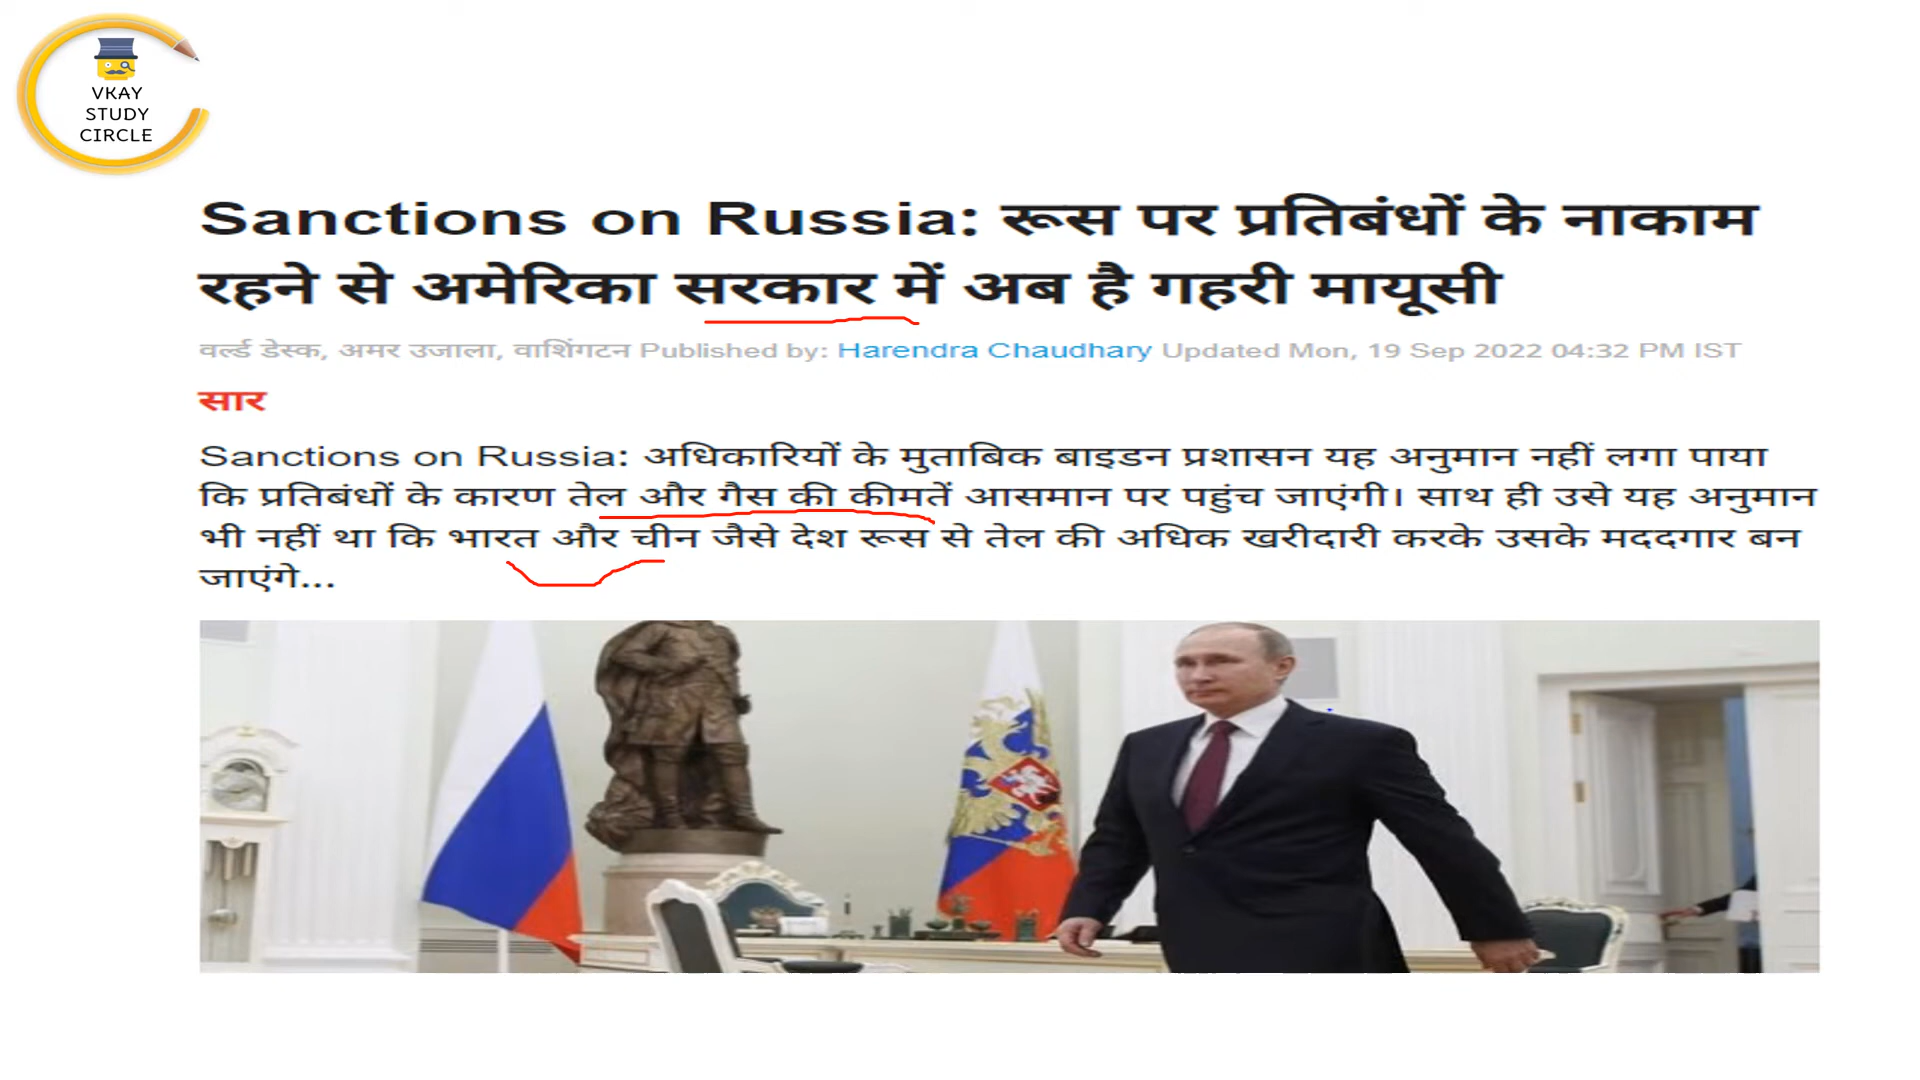 VKAY
STUDY
CIRCLE
Sanctions on Russia: रूस पर प्रतिबंधों के नाकाम
रहने से अमेरिका सरकार में अब है गहरी मायूसी
वर्ल्ड डेस्क, अमर उजाला, वाशिंगटन Published by: Harendra Chaudhary Updated Mon, 19 Sep 2022 04:32 PM IST
सार
Sanctions on Russia: अधिकारियों के मुताबिक बाइडन प्रशासन यह अनुमान नहीं लगा पाया
कि प्रतिबंधों के कारण तेल और गैस की कीमतें आसमान पर पहुंच जाएंगी। साथ ही उसे यह अनुमान
भी नहीं था कि भारत और चीन जैसे देश रूस से तेल की अधिक खरीदारी करके उसके मददगार बन
जाएंगे...